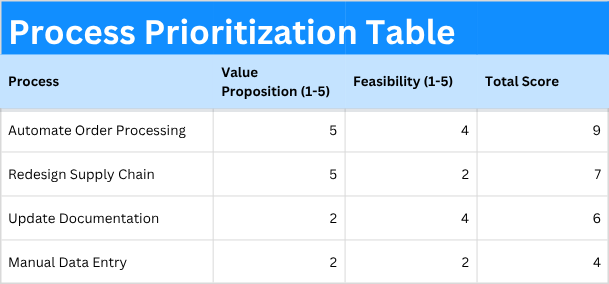 Process Prioritization Table
Process
Value
Proposition (1-5)
Feasibility (1-5)
Total Score
Automate Order Processing 5 4 9
Redesign Supply Chain 5 2 7
Update Documentation 2 4 6
Manual Data Entry 2 2 4